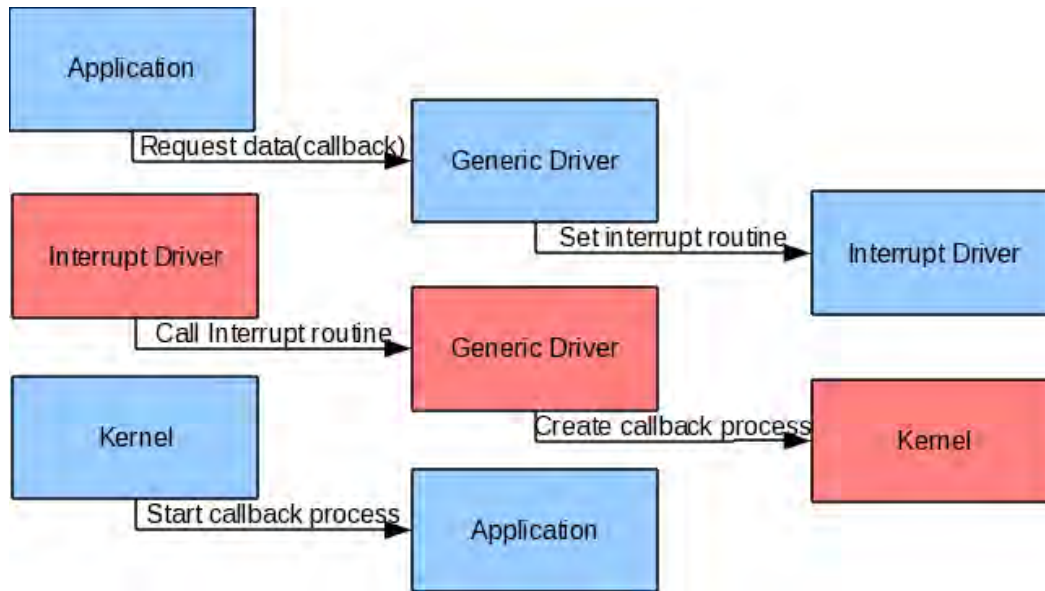 Application
Request data(callback)
Generic Driver
Set interrupt routine
Interrupt Driver
Interrupt Driver
Call Interrupt routine
Generic Driver
Create callback process
Kernel
Kernel
Start callback process
Application